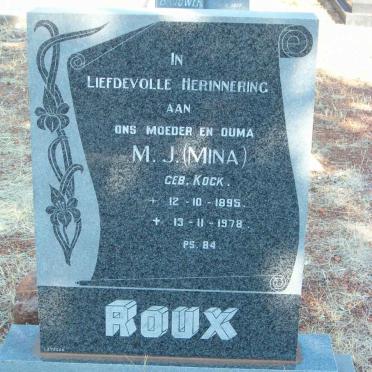 IN
LIEFDEVOLLE HERINNERING
AAN
ONS MOEDER EN OUMA
M. J. (MINA)
GEB. KOCK.
+ 12 - 10 - 1895.
+ 13 - 11 - 1978.
PS. 84
ROUX